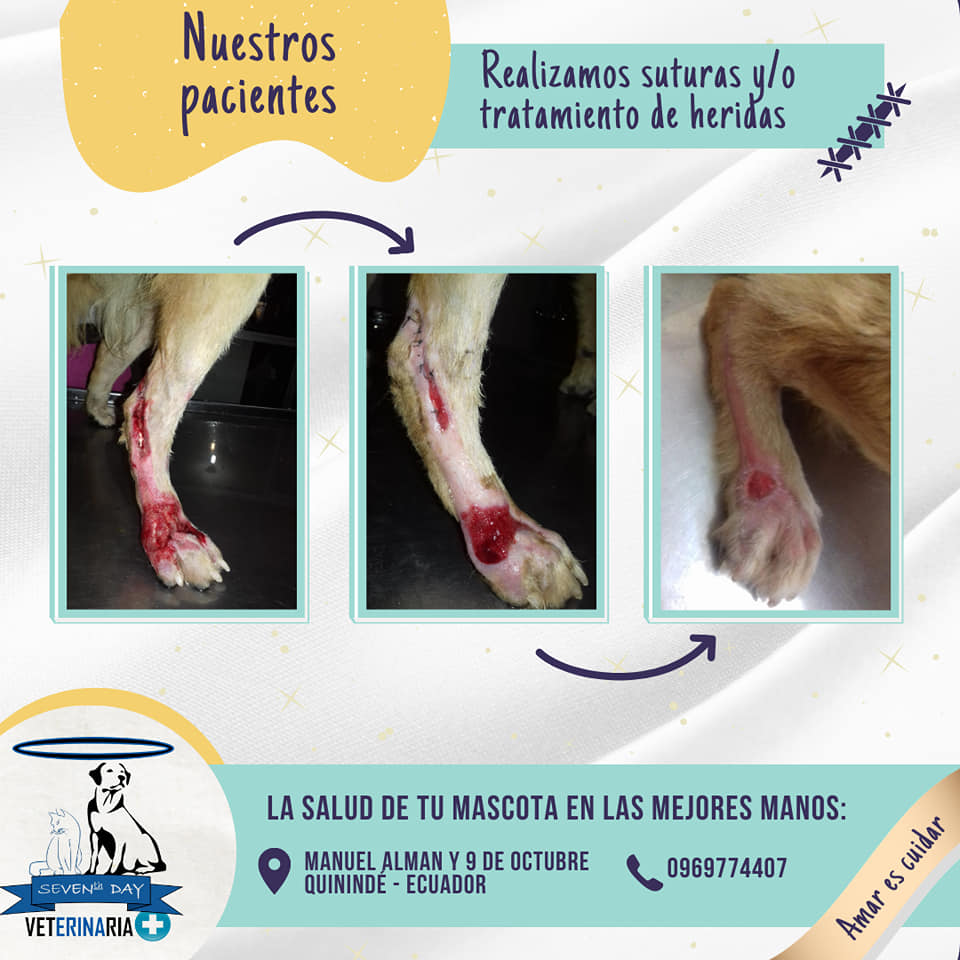 Nuestros
pacientes
Realizamos suturas y/o
tratamiento de heridas
LA SALUD DE TU MASCOTA EN LAS MEJORES MANOS:
MANUEL ALMAN Y 9 DE OCTUBRE
QUININDÉ - ECUADOR
0969774407
Amar es cuidar
SEVENth DAY
VETERINARIA